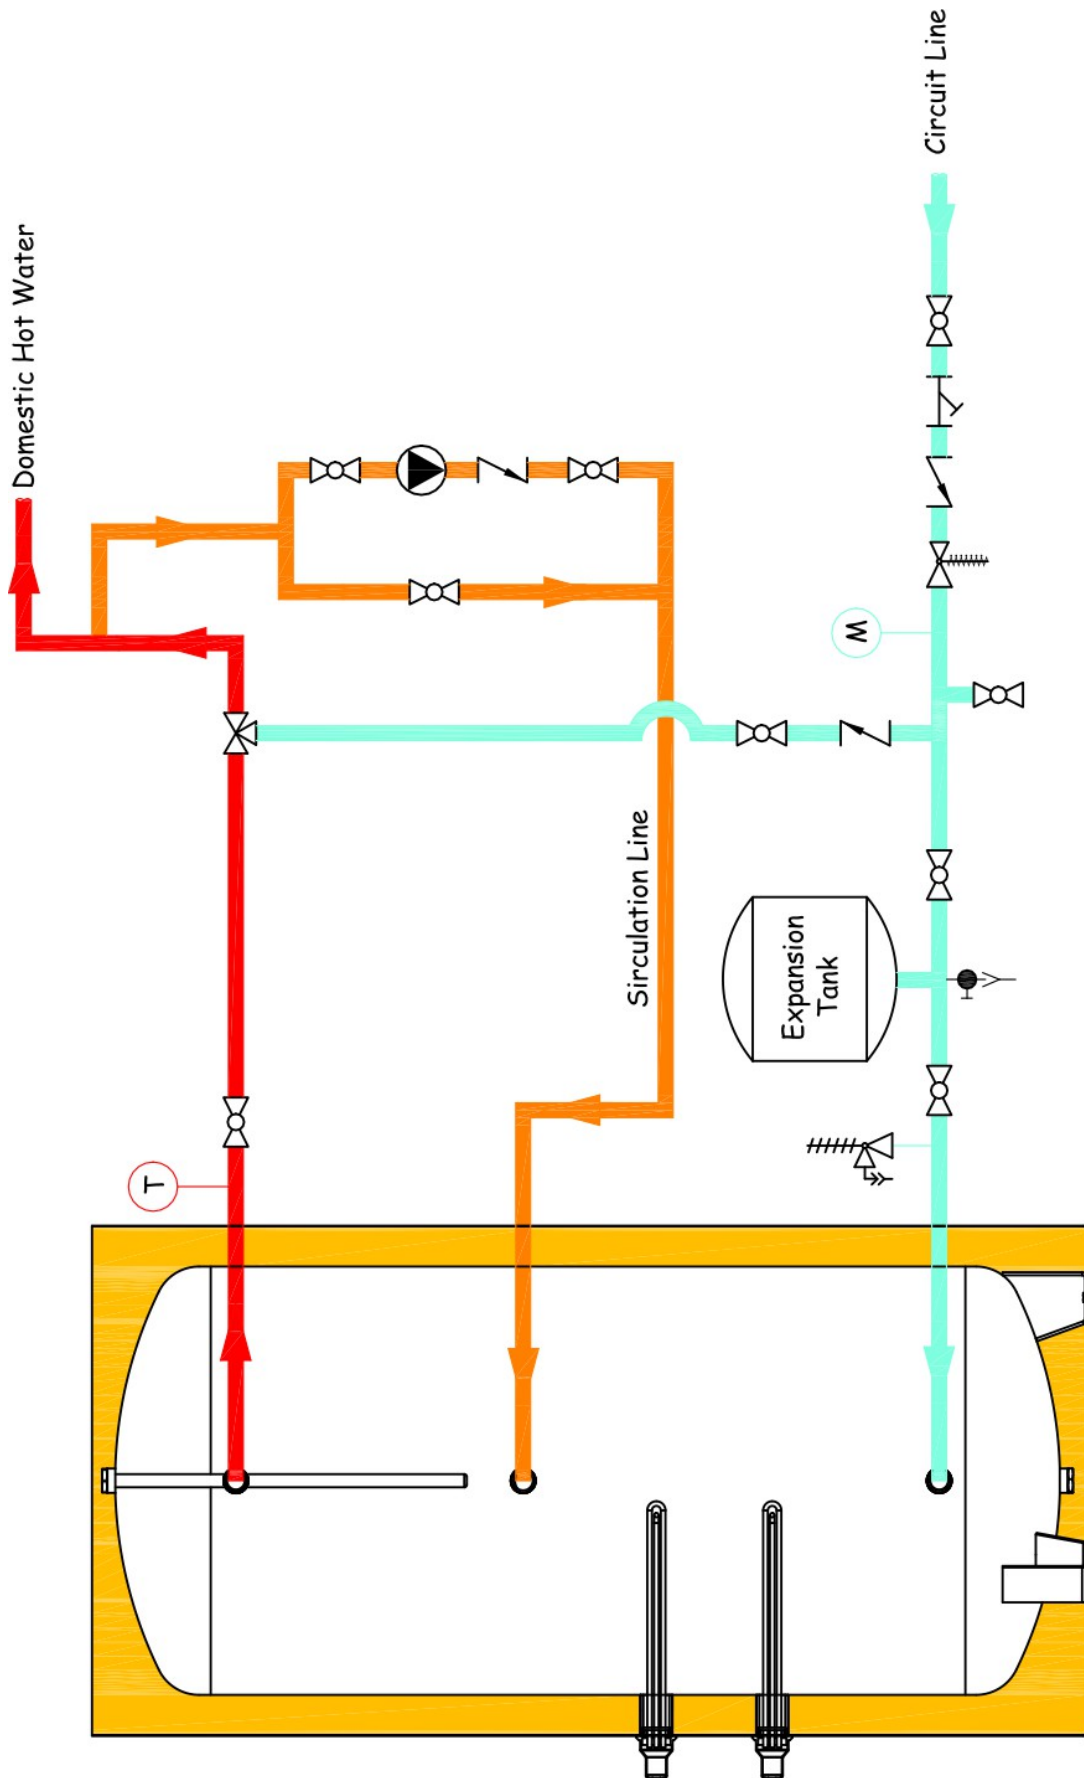 Domestic Hot Water
Circuit Line
M
Sirculation Line
Expansion
Tank
T